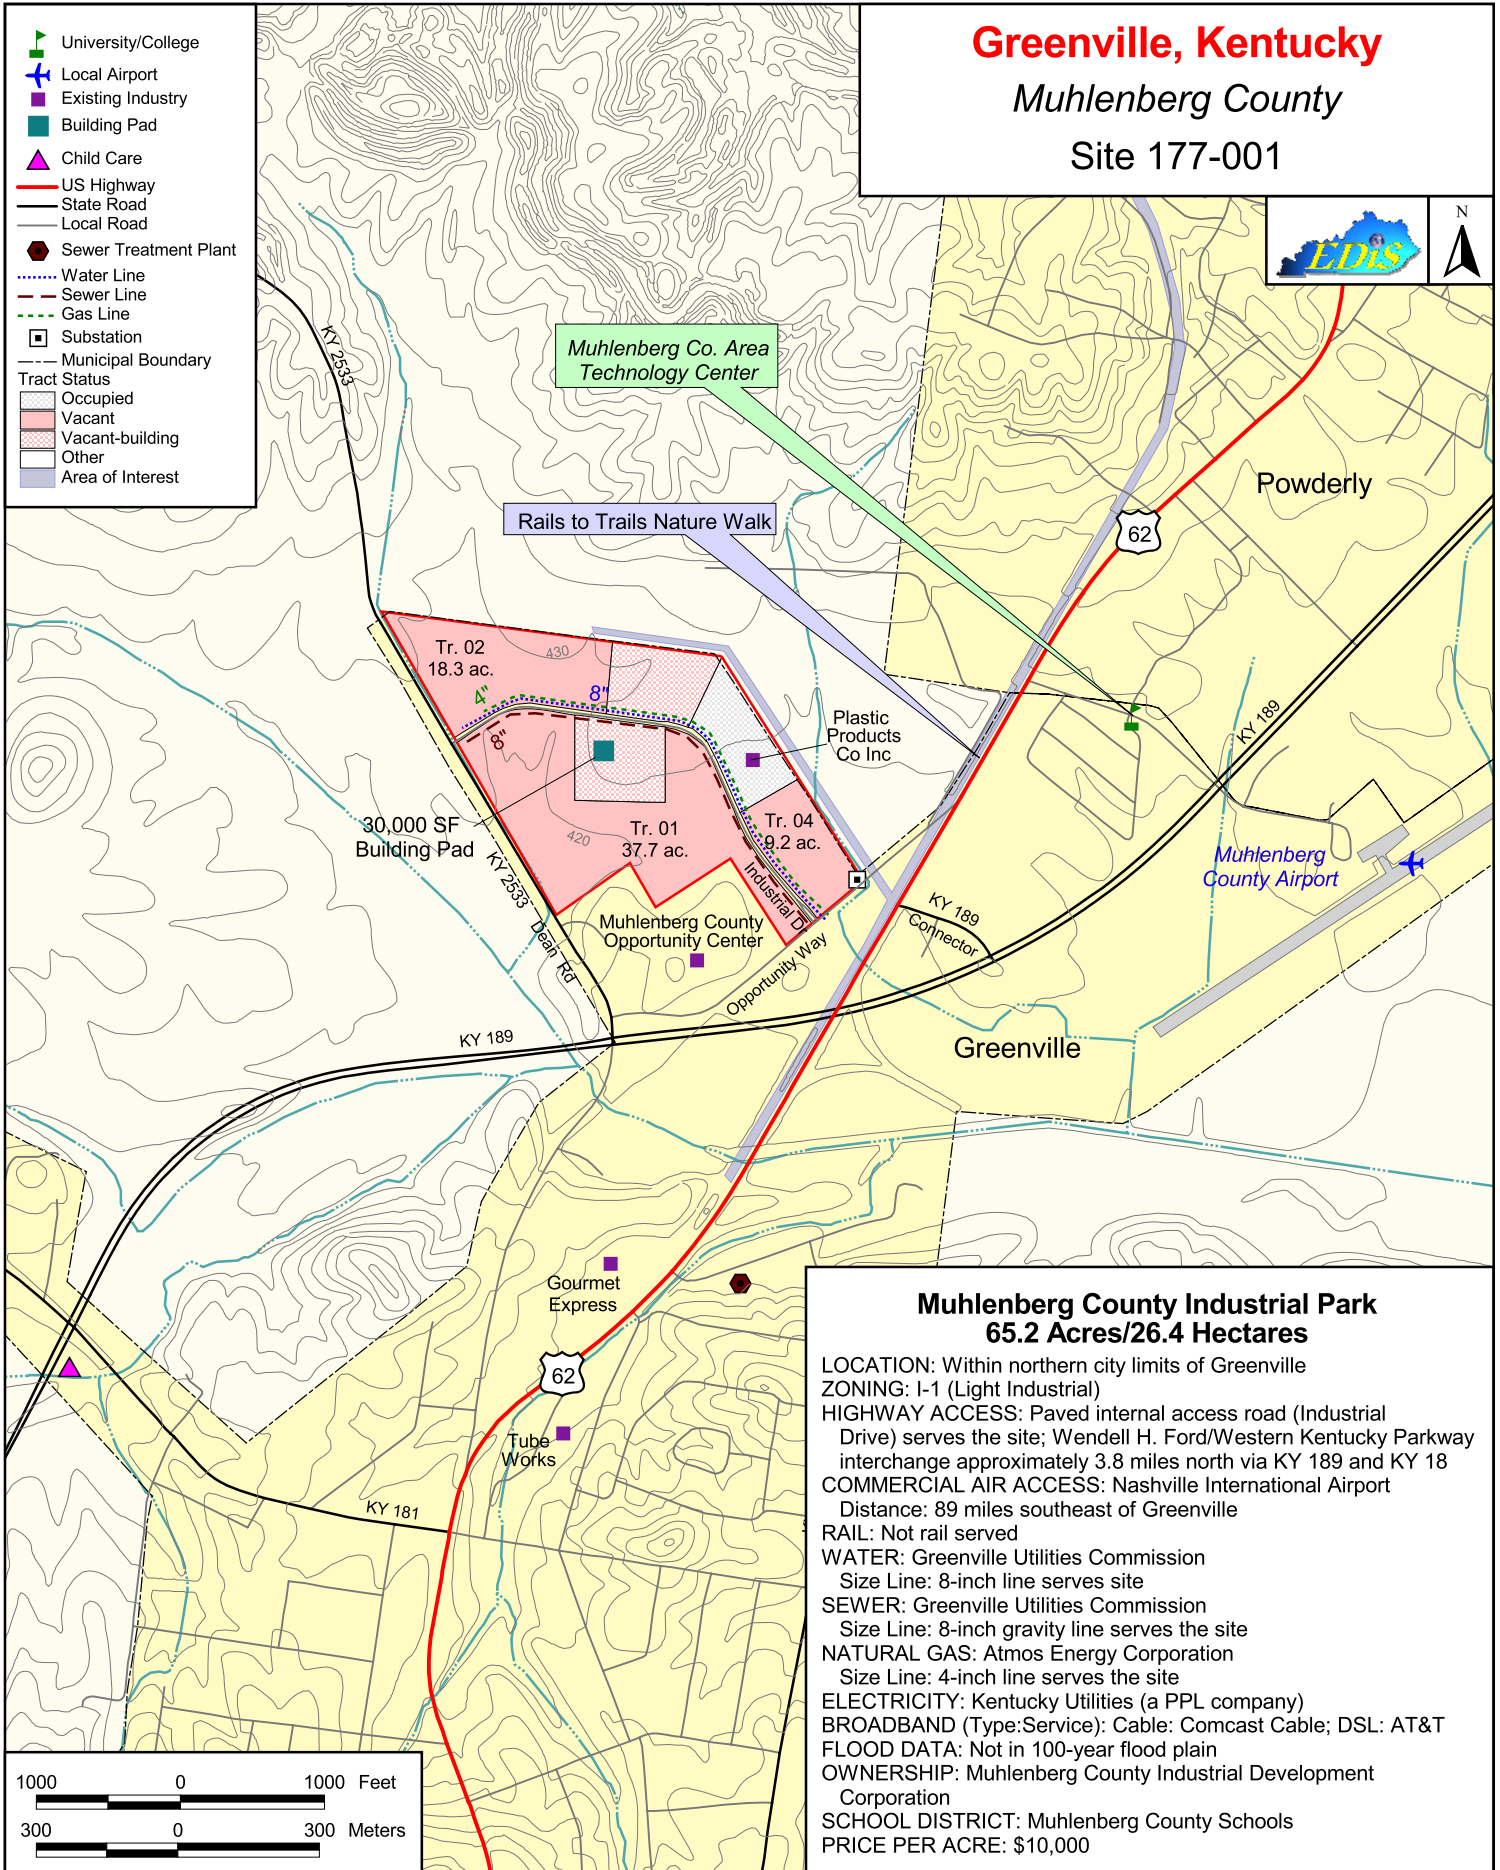 University/College
Local Airport
Existing Industry
Building Pad
Child Care
US Highway
State Road
Local Road
Sewer Treatment Plant
Water Line
Sewer Line
Gas Line
Substation
Municipal Boundary
Tract Status
Occupied
Vacant
Vacant-building
Other
Area of Interest
Greenville, Kentucky
Muhlenberg County
Site 177-001
EDIS
N
KY 2533
Muhlenberg Co. Area
Technology Center
Rails to Trails Nature Walk
Powderly
62
Tr. 02
18.3 ac.
430
4"
8"
8"
Plastic
Products
Co Inc
KY 189
30,000 SF
Building Pad
420
Tr. 01
37.7 ac.
Tr. 04
9.2 ac.
Muhlenberg
County Airport
KY 2533
Dean Rd
Industrial Dr
Muhlenberg County
Opportunity Center
Opportunity Way
KY 189
Connector
KY 189
Greenville
Gourmet
Express
62
Tube
Works
KY 181
Muhlenberg County Industrial Park
65.2 Acres/26.4 Hectares
LOCATION: Within northern city limits of Greenville
ZONING: I-1 (Light Industrial)
HIGHWAY ACCESS: Paved internal access road (Industrial
Drive) serves the site; Wendell H. Ford/Western Kentucky Parkway
interchange approximately 3.8 miles north via KY 189 and KY 18
COMMERCIAL AIR ACCESS: Nashville International Airport
Distance: 89 miles southeast of Greenville
RAIL: Not rail served
WATER: Greenville Utilities Commission
Size Line: 8-inch line serves site
SEWER: Greenville Utilities Commission
Size Line: 8-inch gravity line serves the site
NATURAL GAS: Atmos Energy Corporation
Size Line: 4-inch line serves the site
ELECTRICITY: Kentucky Utilities (a PPL company)
BROADBAND (Type:Service): Cable: Comcast Cable; DSL: AT&T
FLOOD DATA: Not in 100-year flood plain
OWNERSHIP: Muhlenberg County Industrial Development
Corporation
SCHOOL DISTRICT: Muhlenberg County Schools
PRICE PER ACRE: $10,000
1000 0 1000 Feet
300 0 300 Meters